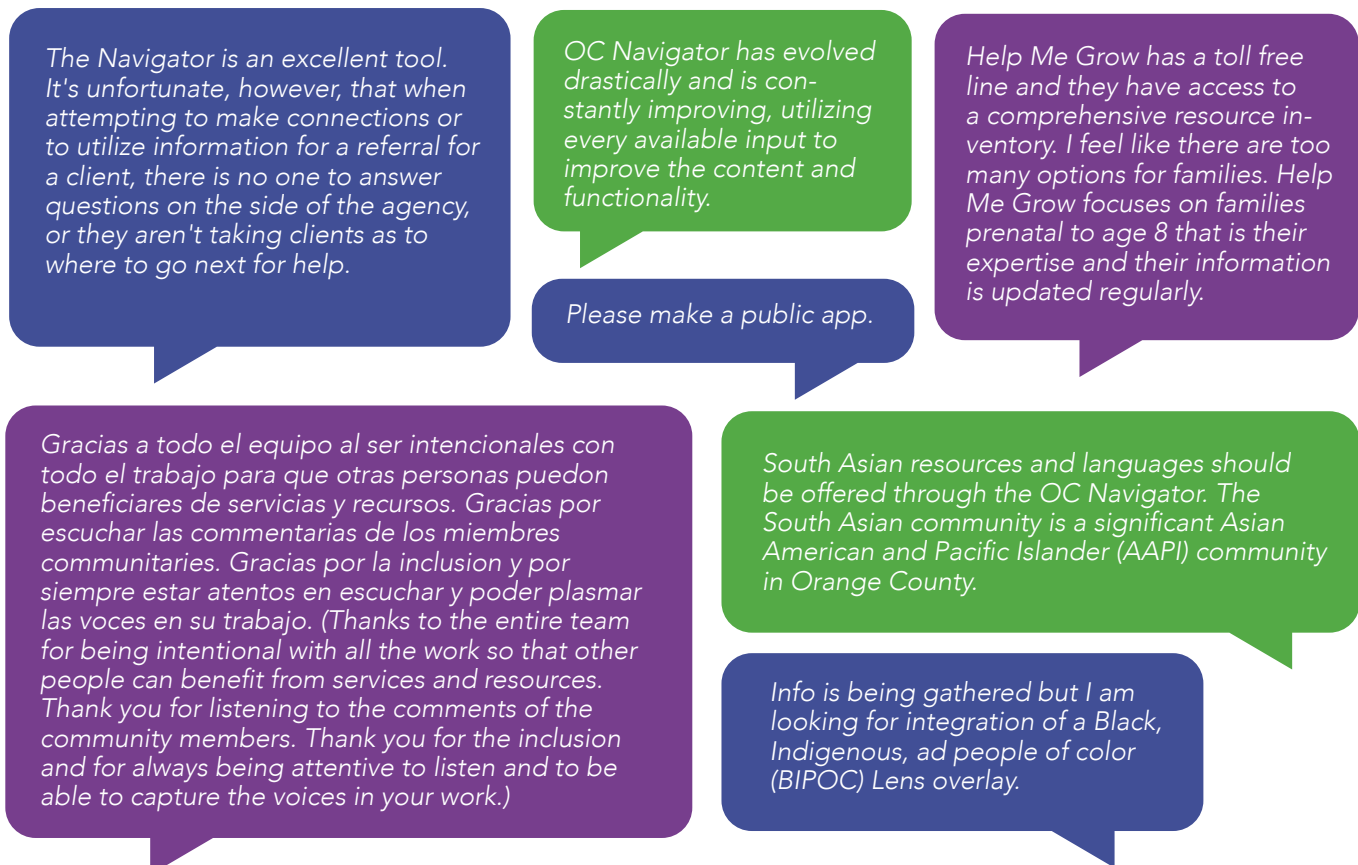 The Navigator is an excellent tool.
It's unfortunate, however, that when
attempting to make connections or
to utilize information for a referral for
a client, there is no one to answer
questions on the side of the agency,
or they aren't taking clients as to
where to go next for help.
OC Navigator has evolved
drastically and is con-
stantly improving, utilizing
every available input to
improve the content and
functionality.
Please make a public app.
Help Me Grow has a toll free
line and they have access to
a comprehensive resource in-
ventory. I feel like there are too
many options for families. Help
Me Grow focuses on families
prenatal to age 8 that is their
expertise and their information
is updated regularly.
Gracias a todo el equipo al ser intencionales con
todo el trabajo para que otras personas puedon
beneficiares de servicias y recursos. Gracias por
escuchar las commentarias de los miembres
communitaries. Gracias por la inclusion y por
siempre estar atentos en escuchar y poder plasmar
las voces en su trabajo. (Thanks to the entire team
for being intentional with all the work so that other
people can benefit from services and resources.
Thank you for listening to the comments of the
community members. Thank you for the inclusion
and for always being attentive to listen and to be
able to capture the voices in your work.)
South Asian resources and languages should
be offered through the OC Navigator. The
South Asian community is a significant Asian
American and Pacific Islander (AAPI) community
in Orange County.
Info is being gathered but I am
looking for integration of a Black,
Indigenous, ad people of color
(BIPOC) Lens overlay.